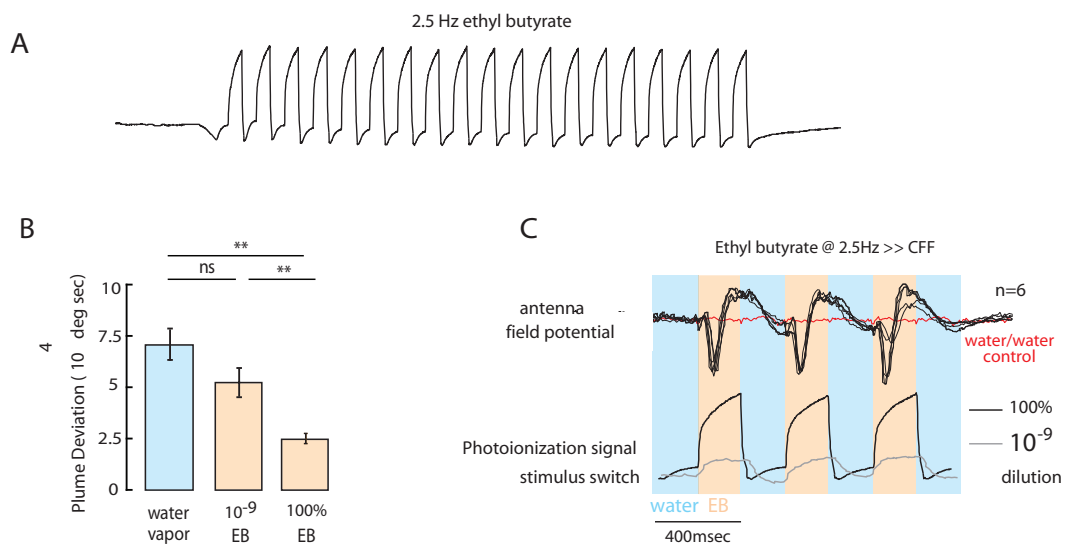 A
2.5 Hz ethyl butyrate
B
**
ns
**
Plume Deviation ( 10 deg sec)
4
10
7.5
5
2.5
0
water
vapor
10-9
EB
100%
EB
C
Ethyl butyrate @ 2.5Hz >> CFF
antenna
field potential
n=6
water/water
control
100%
10-9
dilution
Photoionization signal
stimulus switch
water EB
400msec